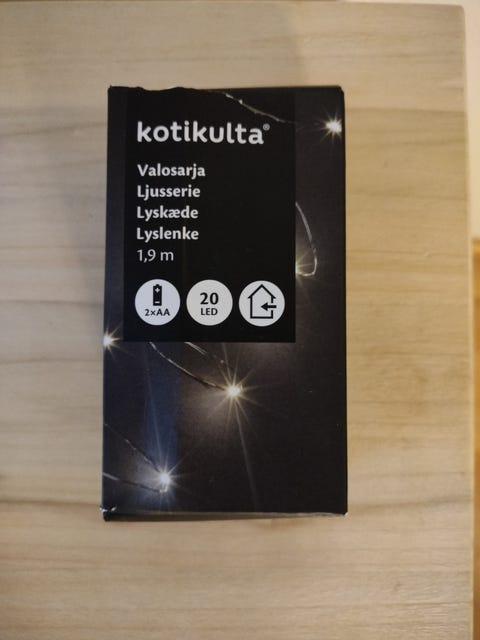 kotikulta®
Valosarja
Ljusserie
Lyskæde
Lyslenke
1,9 m
2×AA
20
LED